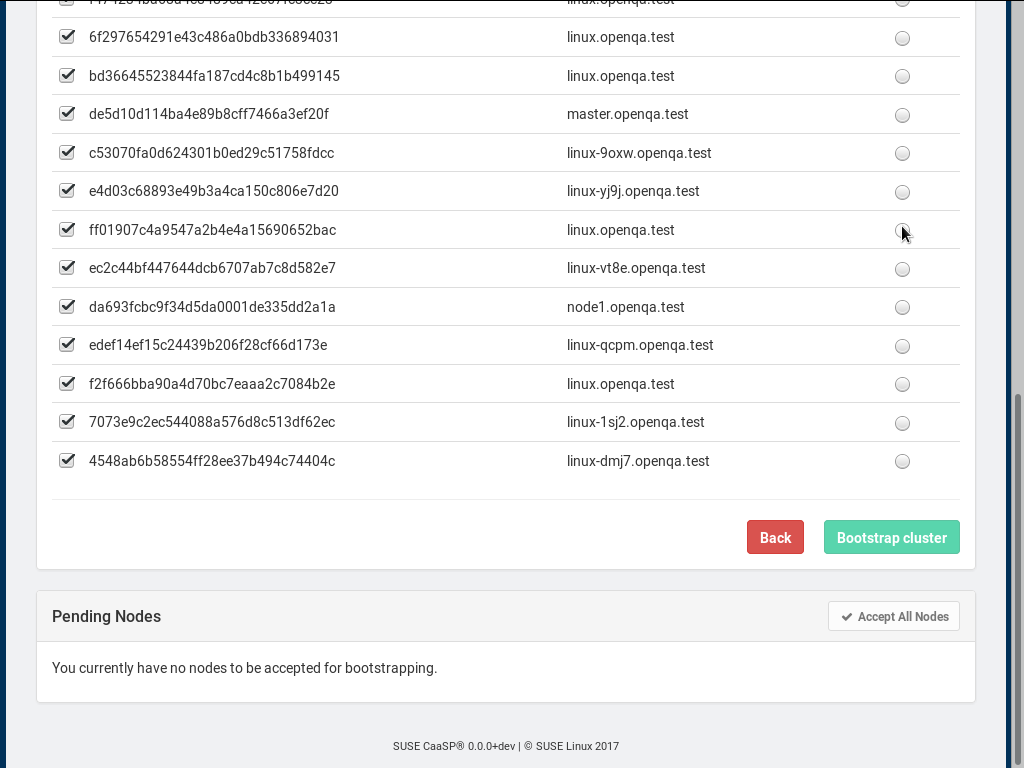 6f297654291e43c486a0bdb336894031 linux.openqa.test
bd36645523844fa187cd4c8b1b499145 linux.openqa.test
de5d10d114ba4e89b8cff7466a3ef20f master.openqa.test
c53070fa0d624301b0ed29c51758fdcc linux-9oxw.openqa.test
e4d03c68893e49b3a4ca150c806e7d20 linux-yj9j.openqa.test
ff01907c4a9547a2b4e4a15690652bac linux.openqa.test
ec2c44bf447644dcb6707ab7c8d582e7 linux-vt8e.openqa.test
da693fcbc9f34d5da0001de335dd2a1a node1.openqa.test
edef14ef15c24439b206f28cf66d173e linux-qcpm.openqa.test
f2f666bba90a4d70bc7eaaa2c7084b2e linux.openqa.test
7073e9c2ec544088a576d8c513df62ec linux-1sj2.openqa.test
4548ab6b58554ff28ee37b494c74404c linux-dmj7.openqa.test
Back Bootstrap cluster
Pending Nodes Accept All Nodes
You currently have no nodes to be accepted for bootstrapping.
SUSE CaaSP® 0.0.0+dev | © SUSE Linux 2017